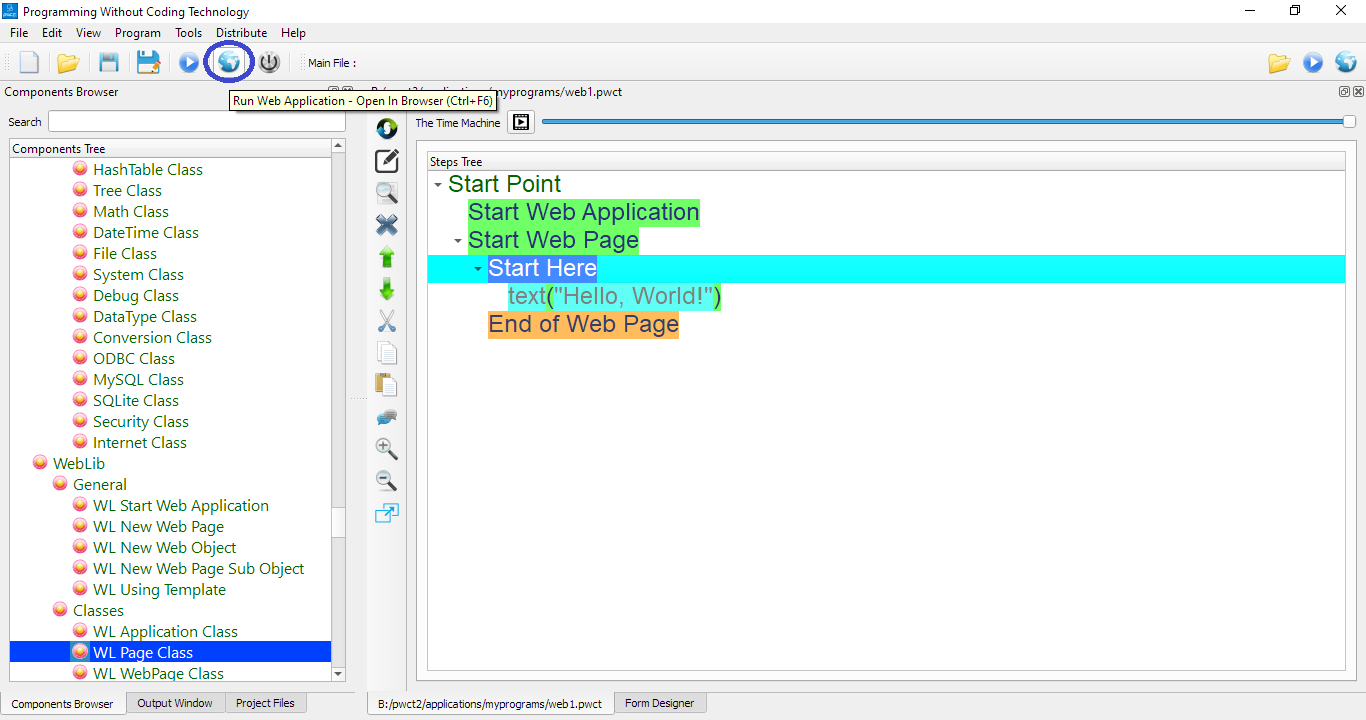 Programming Without Coding Technology
File Edit View Program Tools Distribute Help
Main File :
Components Browser
B:/pwct2/applications/myprograms/web1.pwct
Run Web Application - Open In Browser (Ctrl+F6)
Search
The Time Machine
Components Tree
HashTable Class
Tree Class
Math Class
DateTime Class
File Class
System Class
Debug Class
DataType Class
Conversion Class
ODBC Class
MySQL Class
SQLite Class
Security Class
Internet Class
WebLib
General
WL Start Web Application
WL New Web Page
WL New Web Object
WL New Web Page Sub Object
WL Using Template
Classes
WL Application Class
WL Page Class
WL WebPage Class
Steps Tree
Start Point
Start Web Application
Start Web Page
Start Here
text("Hello, World!")
End of Web Page
Components Browser Output Window Project Files
B:/pwct2/applications/myprograms/web1.pwct Form Designer